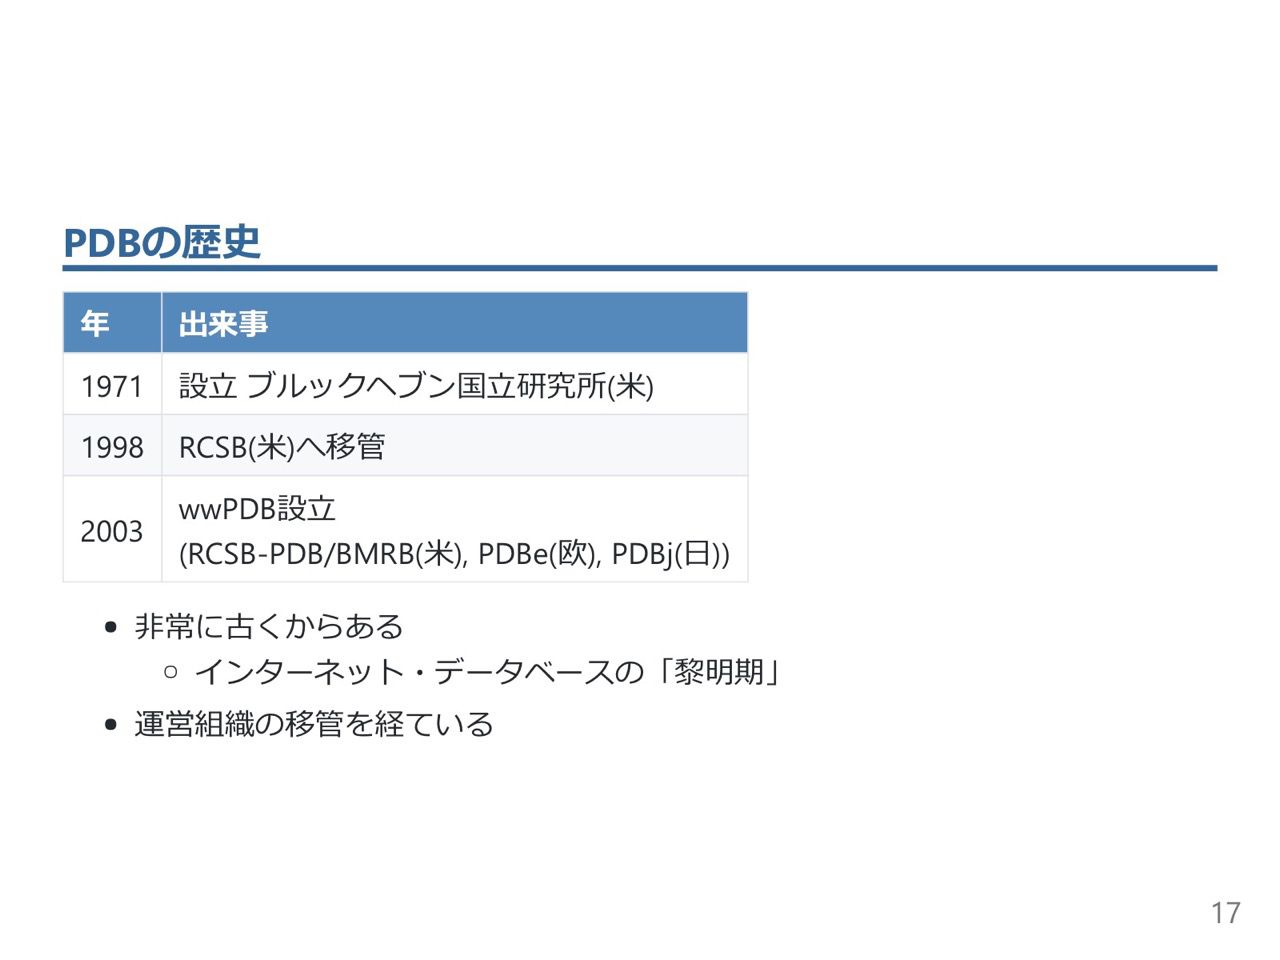 PDBの歴史
年 出来事
1971 設立 ブルックヘブン国立研究所(米)
1998 RCSB(米)へ移管
2003 wwPDB設立
(RCSB-PDB/BMRB(米), PDBe(欧), PDBj(日))
非常に古くからある
インターネット・データベースの「黎明期」
運営組織の移管を経ている
17